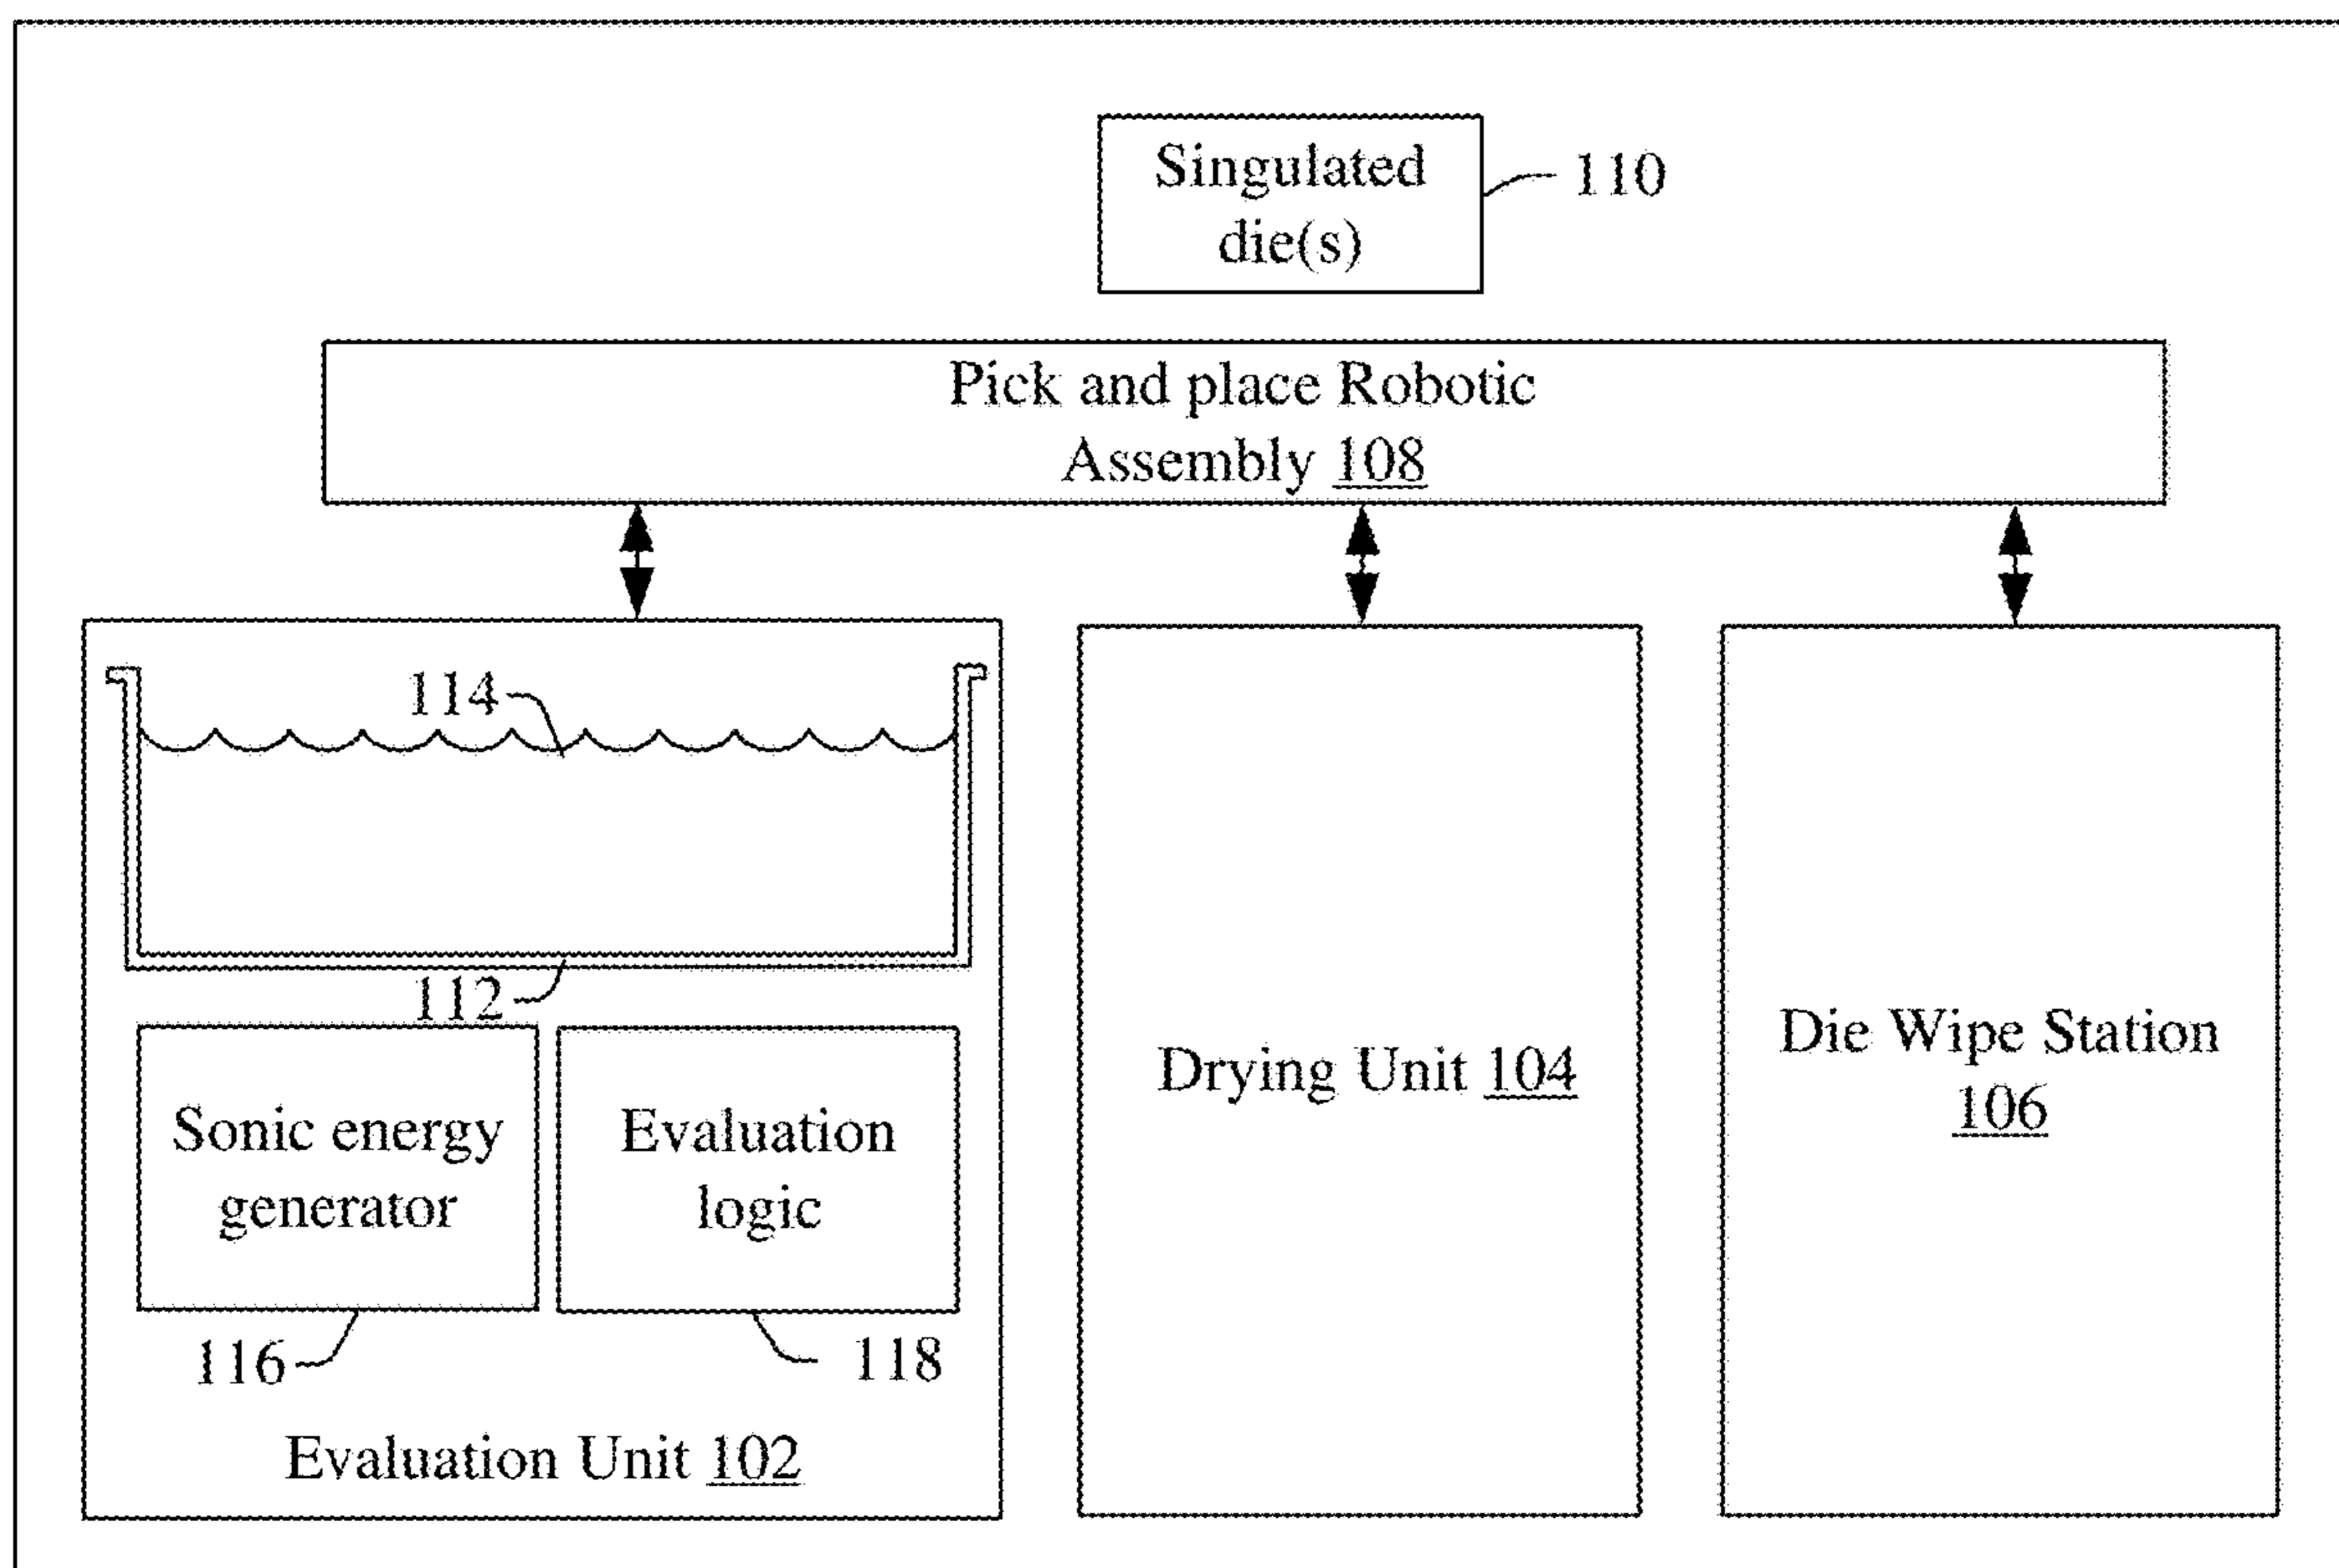 Singulated
die(s)
110
Pick and place Robotic
Assembly 108
114
112
Sonic energy
generator
Evaluation
logic
116
118
Evaluation Unit 102
Drying Unit 104
Die Wipe Station
106